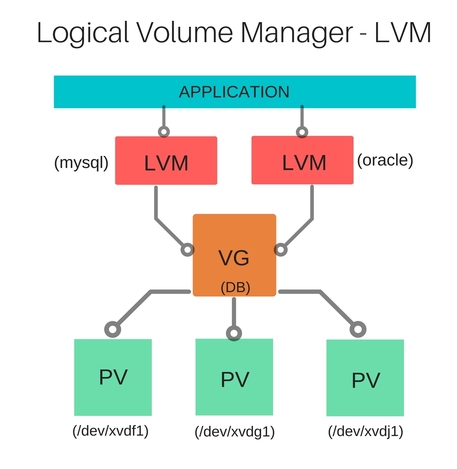 Logical Volume Manager - LVM
APPLICATION
(mysql) LVM LVM (oracle)
VG
(DB)
PV PV PV
(/dev/xvdf1) (/dev/xvdg1) (/dev/xvdj1)